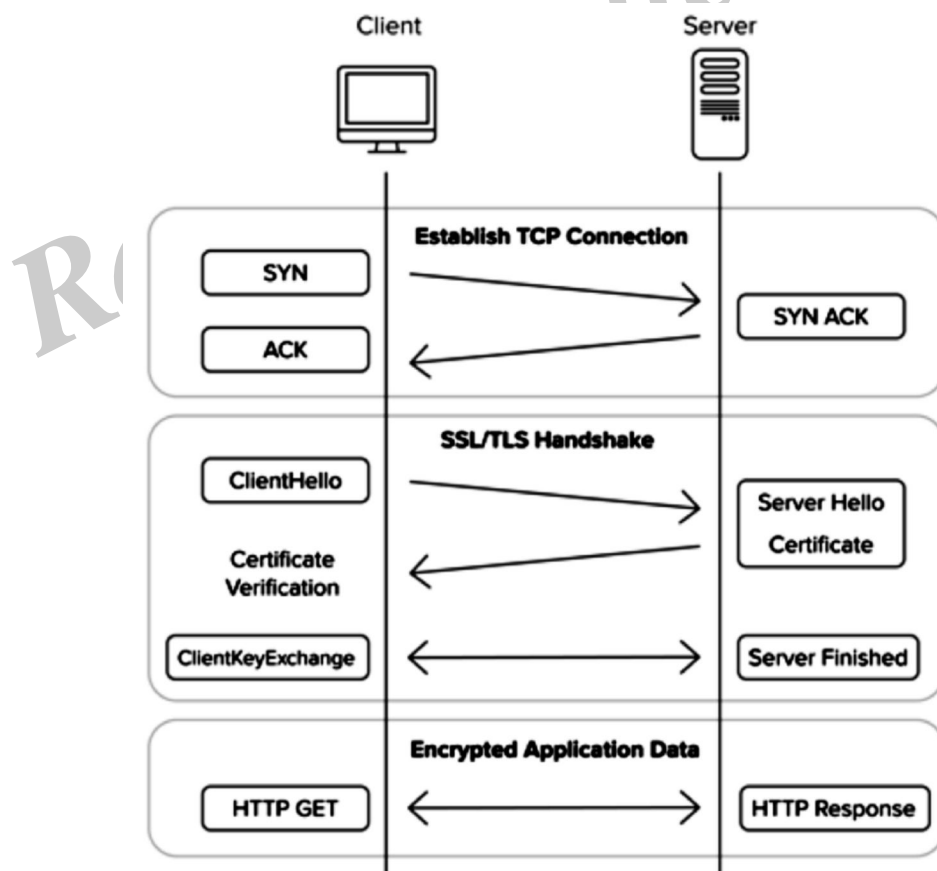 Client
Server
Establish TCP Connection
SYN
SYN ACK
ACK
SSL/TLS Handshake
ClientHello
Server Hello
Certificate
Certificate
Verification
ClientKeyExchange
Server Finished
Encrypted Application Data
HTTP GET
HTTP Response